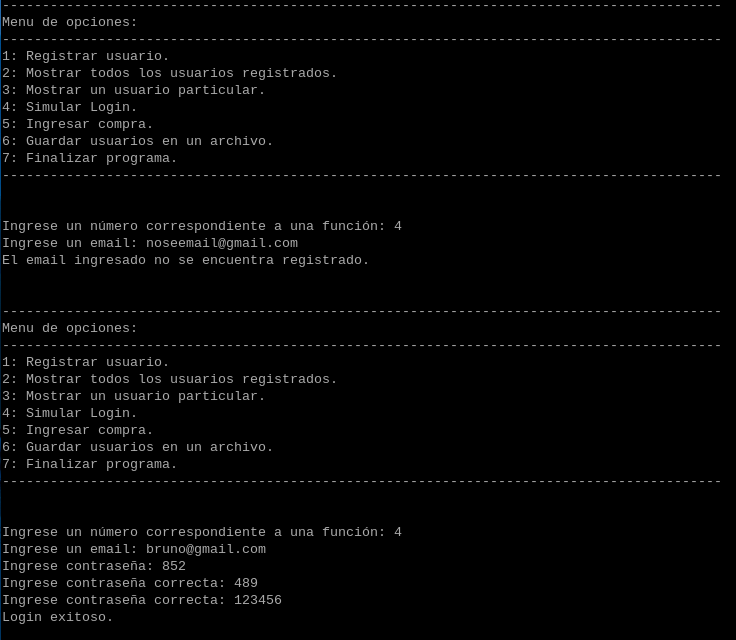 ------------------------------------------------------------------------------------------
Menu de opciones:
------------------------------------------------------------------------------------------
1: Registrar usuario.
2: Mostrar todos los usuarios registrados.
3: Mostrar un usuario particular.
4: Simular Login.
5: Ingresar compra.
6: Guardar usuarios en un archivo.
7: Finalizar programa.
------------------------------------------------------------------------------------------
Ingrese un número correspondiente a una función: 4
Ingrese un email: noseemail@gmail.com
El email ingresado no se encuentra registrado.
------------------------------------------------------------------------------------------
Menu de opciones:
------------------------------------------------------------------------------------------
1: Registrar usuario.
2: Mostrar todos los usuarios registrados.
3: Mostrar un usuario particular.
4: Simular Login.
5: Ingresar compra.
6: Guardar usuarios en un archivo.
7: Finalizar programa.
------------------------------------------------------------------------------------------
Ingrese un número correspondiente a una función: 4
Ingrese un email: bruno@gmail.com
Ingrese contraseña: 852
Ingrese contraseña correcta: 489
Ingrese contraseña correcta: 123456
Login exitoso.